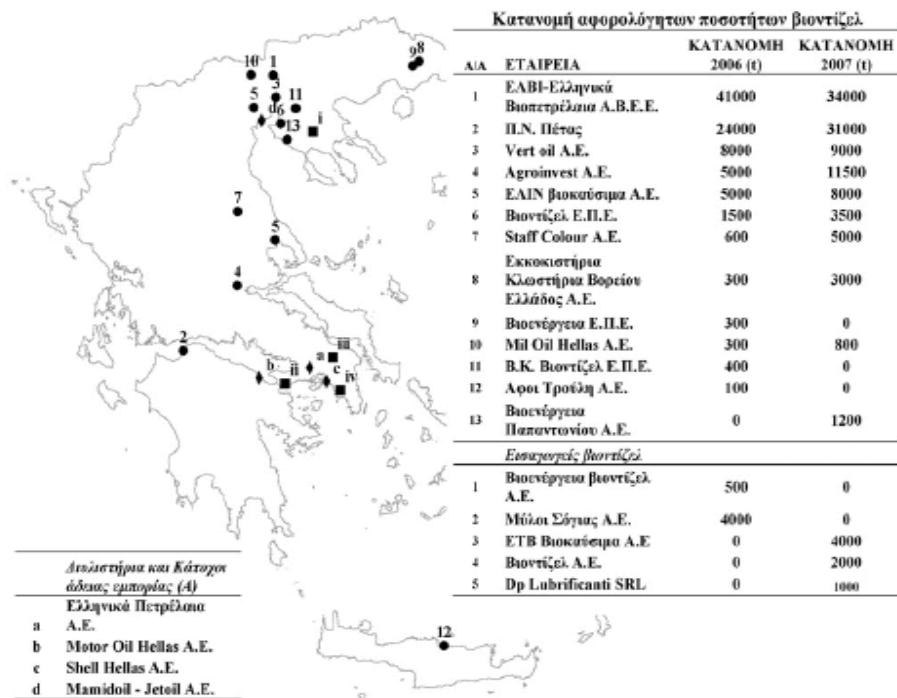 Κατανομή αφορολόγητων ποσοτήτων βιοντίζελ
Α/Α ΕΤΑΙΡΕΙΑ ΚΑΤΑΝΟΜΗ 2006 (t) ΚΑΤΑΝΟΜΗ 2007 (t)
1 ΕΛΒΙ-Ελληνικά Βιοπετρέλαια Α.Β.Ε.Ε. 41000 34000
2 Π.Ν. Πέτας 24000 31000
3 Vert oil Α.Ε. 8000 9000
4 Agroinvest Α.Ε. 5000 11500
5 ΕΛΙΝ βιοκαύσιμα Α.Ε. 5000 8000
6 Βιοντίζελ Ε.Π.Ε. 1500 3500
7 Staff Colour Α.Ε. 600 5000
8 Εκκοκιστήρια Κλωστήρια Βορείου Ελλάδος Α.Ε. 300 3000
9 Βιοενέργεια Ε.Π.Ε. 300 0
10 Mil Oil Hellas Α.Ε. 300 800
11 Β.Κ. Βιοντίζελ Ε.Π.Ε. 400 0
12 Αφοι Τρούλη Α.Ε. 100 0
13 Βιοενέργεια Παπαντωνίου Α.Ε. 0 1200
Εισαγωγείς βιοντίζελ
1 Βιοενέργεια βιοντίζελ Α.Ε. 500 0
2 Μύλοι Σόγιας Α.Ε. 4000 0
3 ΕΤΒ Βιοκαύσιμα Α.Ε 0 4000
4 Βιοντίζελ Α.Ε. 0 2000
5 Dp Lubrificanti SRL 0 1000
10 1
9 8
3
5 d 11
6 i
13
7
5
4
2
iii
a
b ii c
iv
12
Διυλιστήρια και Κάτοχοι
άδειας εμπορίας (Α)
Ελληνικά Πετρέλαια
a Α.Ε.
b Motor Oil Hellas Α.Ε.
c Shell Hellas Α.Ε.
d Mamidoil - Jetoil Α.Ε.